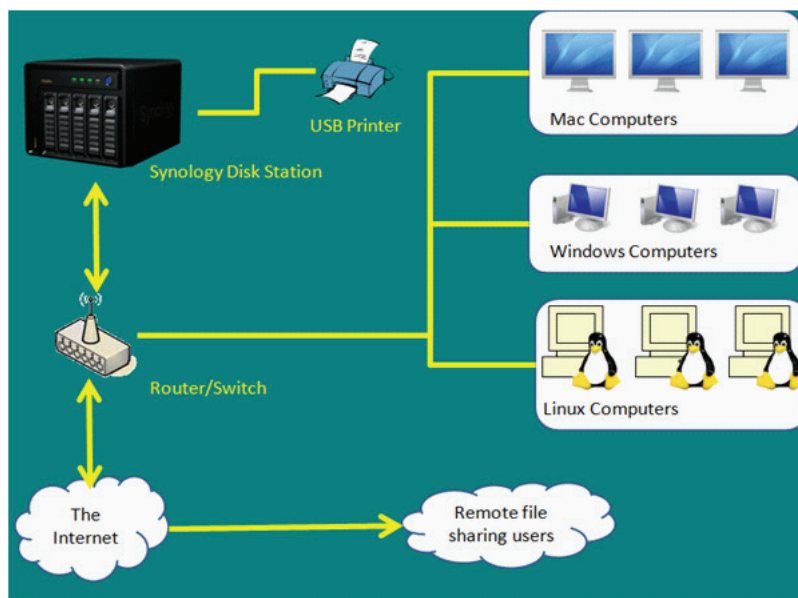 Synology
USB Printer
Synology Disk Station
Mac Computers
Windows Computers
Router/Switch
Linux Computers
The
Internet
Remote file
sharing users